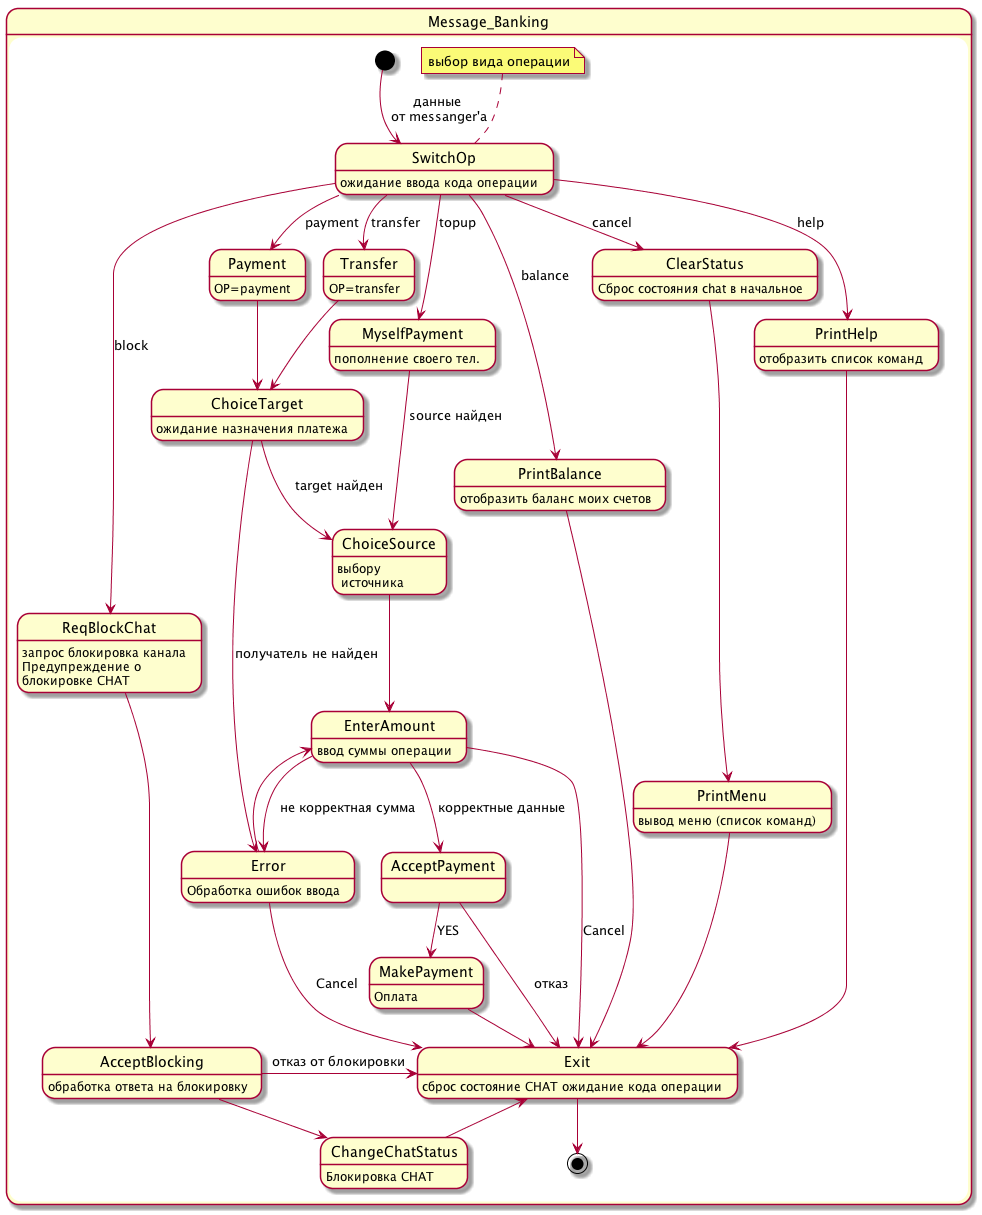 Message_Banking
выбор вида операции
данные
от messanger'а
SwitchOp
ожидание ввода кода операции
payment
transfer
topup
cancel
help
Payment
OP=payment
Transfer
OP=transfer
balance
ClearStatus
Сброс состояния chat в начальное
MyselfPayment
пополнение своего тел.
PrintHelp
отобразить список команд
block
ChoiceTarget
ожидание назначения платежа
source найден
PrintBalance
отобразить баланс моих счетов
target найден
ChoiceSource
выбору
источника
ReqBlockChat
запрос блокировка канала
Предупреждение о
блокировке CHAT
получатель не найден
EnterAmount
ввод суммы операции
PrintMenu
вывод меню (список команд)
не корректная сумма
корректные данные
Error
Обработка ошибок ввода
AcceptPayment
YES
Cancel
MakePayment
Оплата
Cancel
отказ
AcceptBlocking
обработка ответа на блокировку
отказ от блокировки
Exit
сброс состояние CHAT ожидание кода операции
ChangeChatStatus
Блокировка CHAT